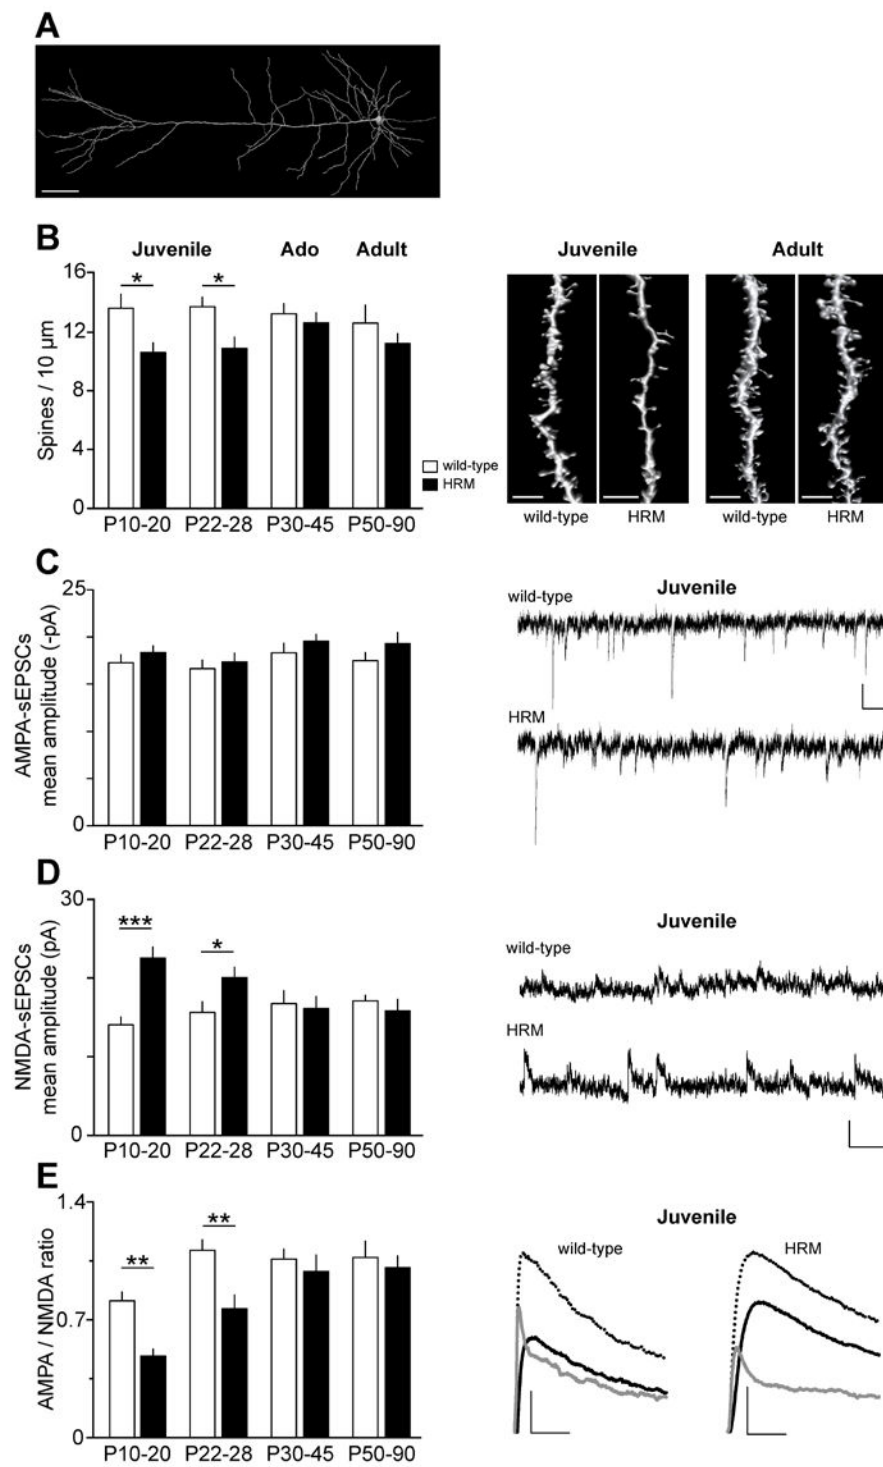 A
B
Juvenile Ado Adult
16
12
8
4
0
Spines / 10 µm
* *
wild-type
HRM
P10-20 P22-28 P30-45 P50-90
Juvenile Adult
wild-type HRM wild-type HRM
C
25
0
AMPA-sEPSCs
mean amplitude (-pA)
P10-20 P22-28 P30-45 P50-90
Juvenile
wild-type
HRM
D
30
0
NMDA-sEPSCs
mean amplitude (pA)
*** *
P10-20 P22-28 P30-45 P50-90
Juvenile
wild-type
HRM
E
1.4
0.7
0
AMPA / NMDA ratio
** **
P10-20 P22-28 P30-45 P50-90
Juvenile
wild-type HRM